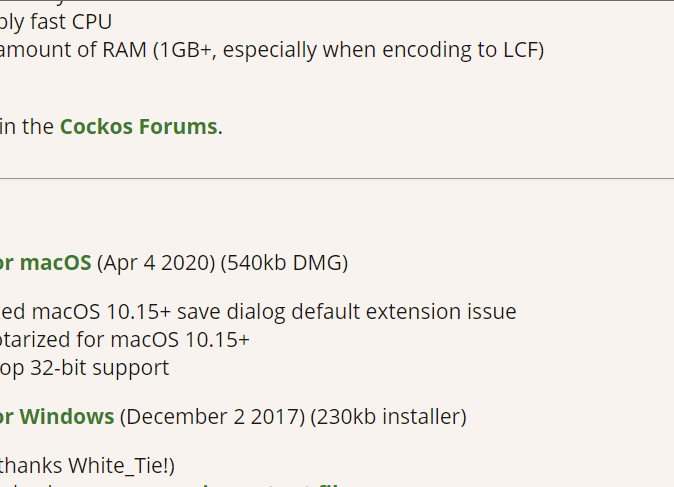 bly fast CPU
amount of RAM (1GB+, especially when encoding to LCF)
in the Cockos Forums.
or macOS (Apr 4 2020) (540kb DMG)
ed macOS 10.15+ save dialog default extension issue
otarized for macOS 10.15+
op 32-bit support
or Windows (December 2 2017) (230kb installer)
thanks White_Tie!)